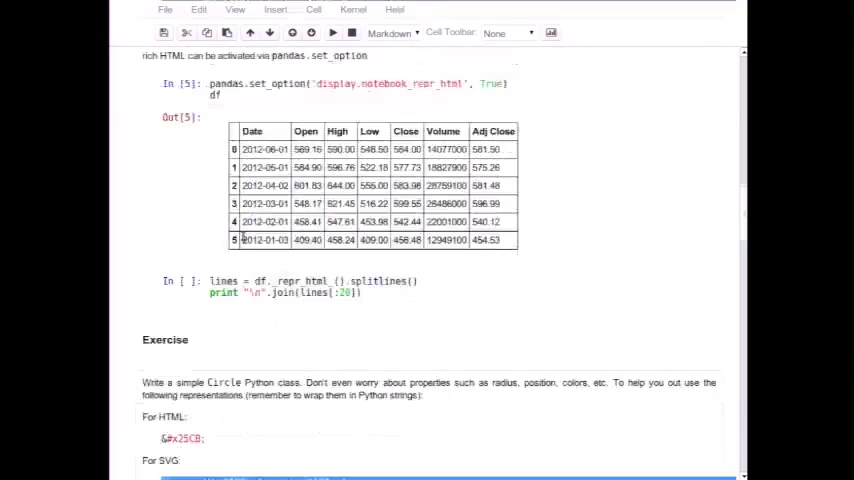 File Edit View Insert Cell Kernel Help
Markdown Cell Toolbar: None
rich HTML can be activated via pandas.set_option
In [5]: pandas.set_option('display.notebook_repr_html', True)
df
Out[5]:
Date Open High Low Close Volume Adj Close
0 2012-06-01 569.16 590.00 548.50 564.00 14077000 581.50
1 2012-05-01 584.90 596.76 522.18 577.73 18827900 575.26
2 2012-04-02 601.83 644.00 555.00 583.98 28759100 581.48
3 2012-03-01 548.17 621.45 516.22 599.55 26486000 596.99
4 2012-02-01 458.41 547.61 453.98 542.44 22001000 540.12
5 2012-01-03 409.40 458.24 409.00 456.48 12949100 454.53
In [ ]: lines = df._repr_html_().splitlines()
print "\n".join(lines[:20])
Exercise
Write a simple Circle Python class. Don't even worry about properties such as radius, position, colors, etc. To help you out use the
following representations (remember to wrap them in Python strings):
For HTML:
&#x25CB;
For SVG: